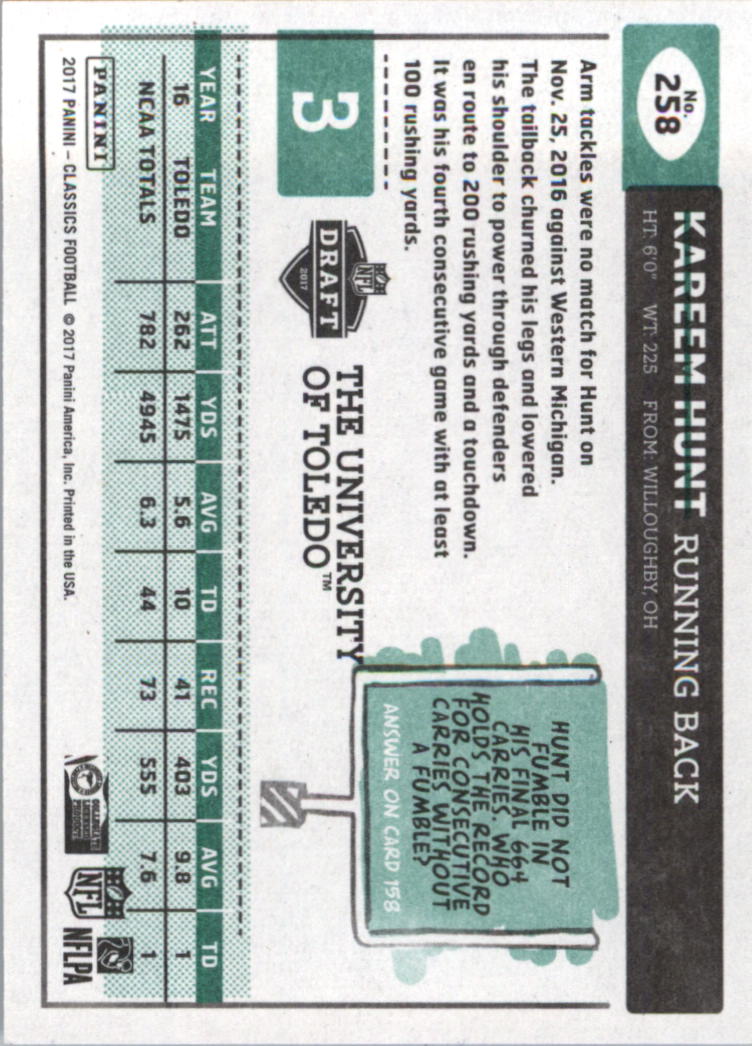 No.
258
KAREEM HUNT RUNNING BACK
HT: 6'0" WT: 225 FROM: WILLOUGHBY, OH
Arm tackles were no match for Hunt on
Nov. 25, 2016 against Western Michigan.
The tailback churned his legs and lowered
his shoulder to power through defenders
en route to 200 rushing yards and a touchdown.
It was his fourth consecutive game with at least
100 rushing yards.
HUNT DID NOT
FUMBLE IN
HIS FINAL 664
CARRIES. WHO
HOLDS THE RECORD
FOR CONSECUTIVE
CARRIES WITHOUT
A FUMBLE?
ANSWER ON CARD 158
3
NFL
DRAFT
2017
THE UNIVERSITY
OF TOLEDO™
YEAR TEAM ATT YDS AVG TD REC YDS AVG TD
16 TOLEDO 262 1475 5.6 10 41 403 9.8 1
NCAA TOTALS 782 4945 6.3 44 73 555 7.6 1
PANINI
2017 PANINI – CLASSICS FOOTBALL © 2017 Panini America, Inc. Printed in the USA.
NFL
NFLPA